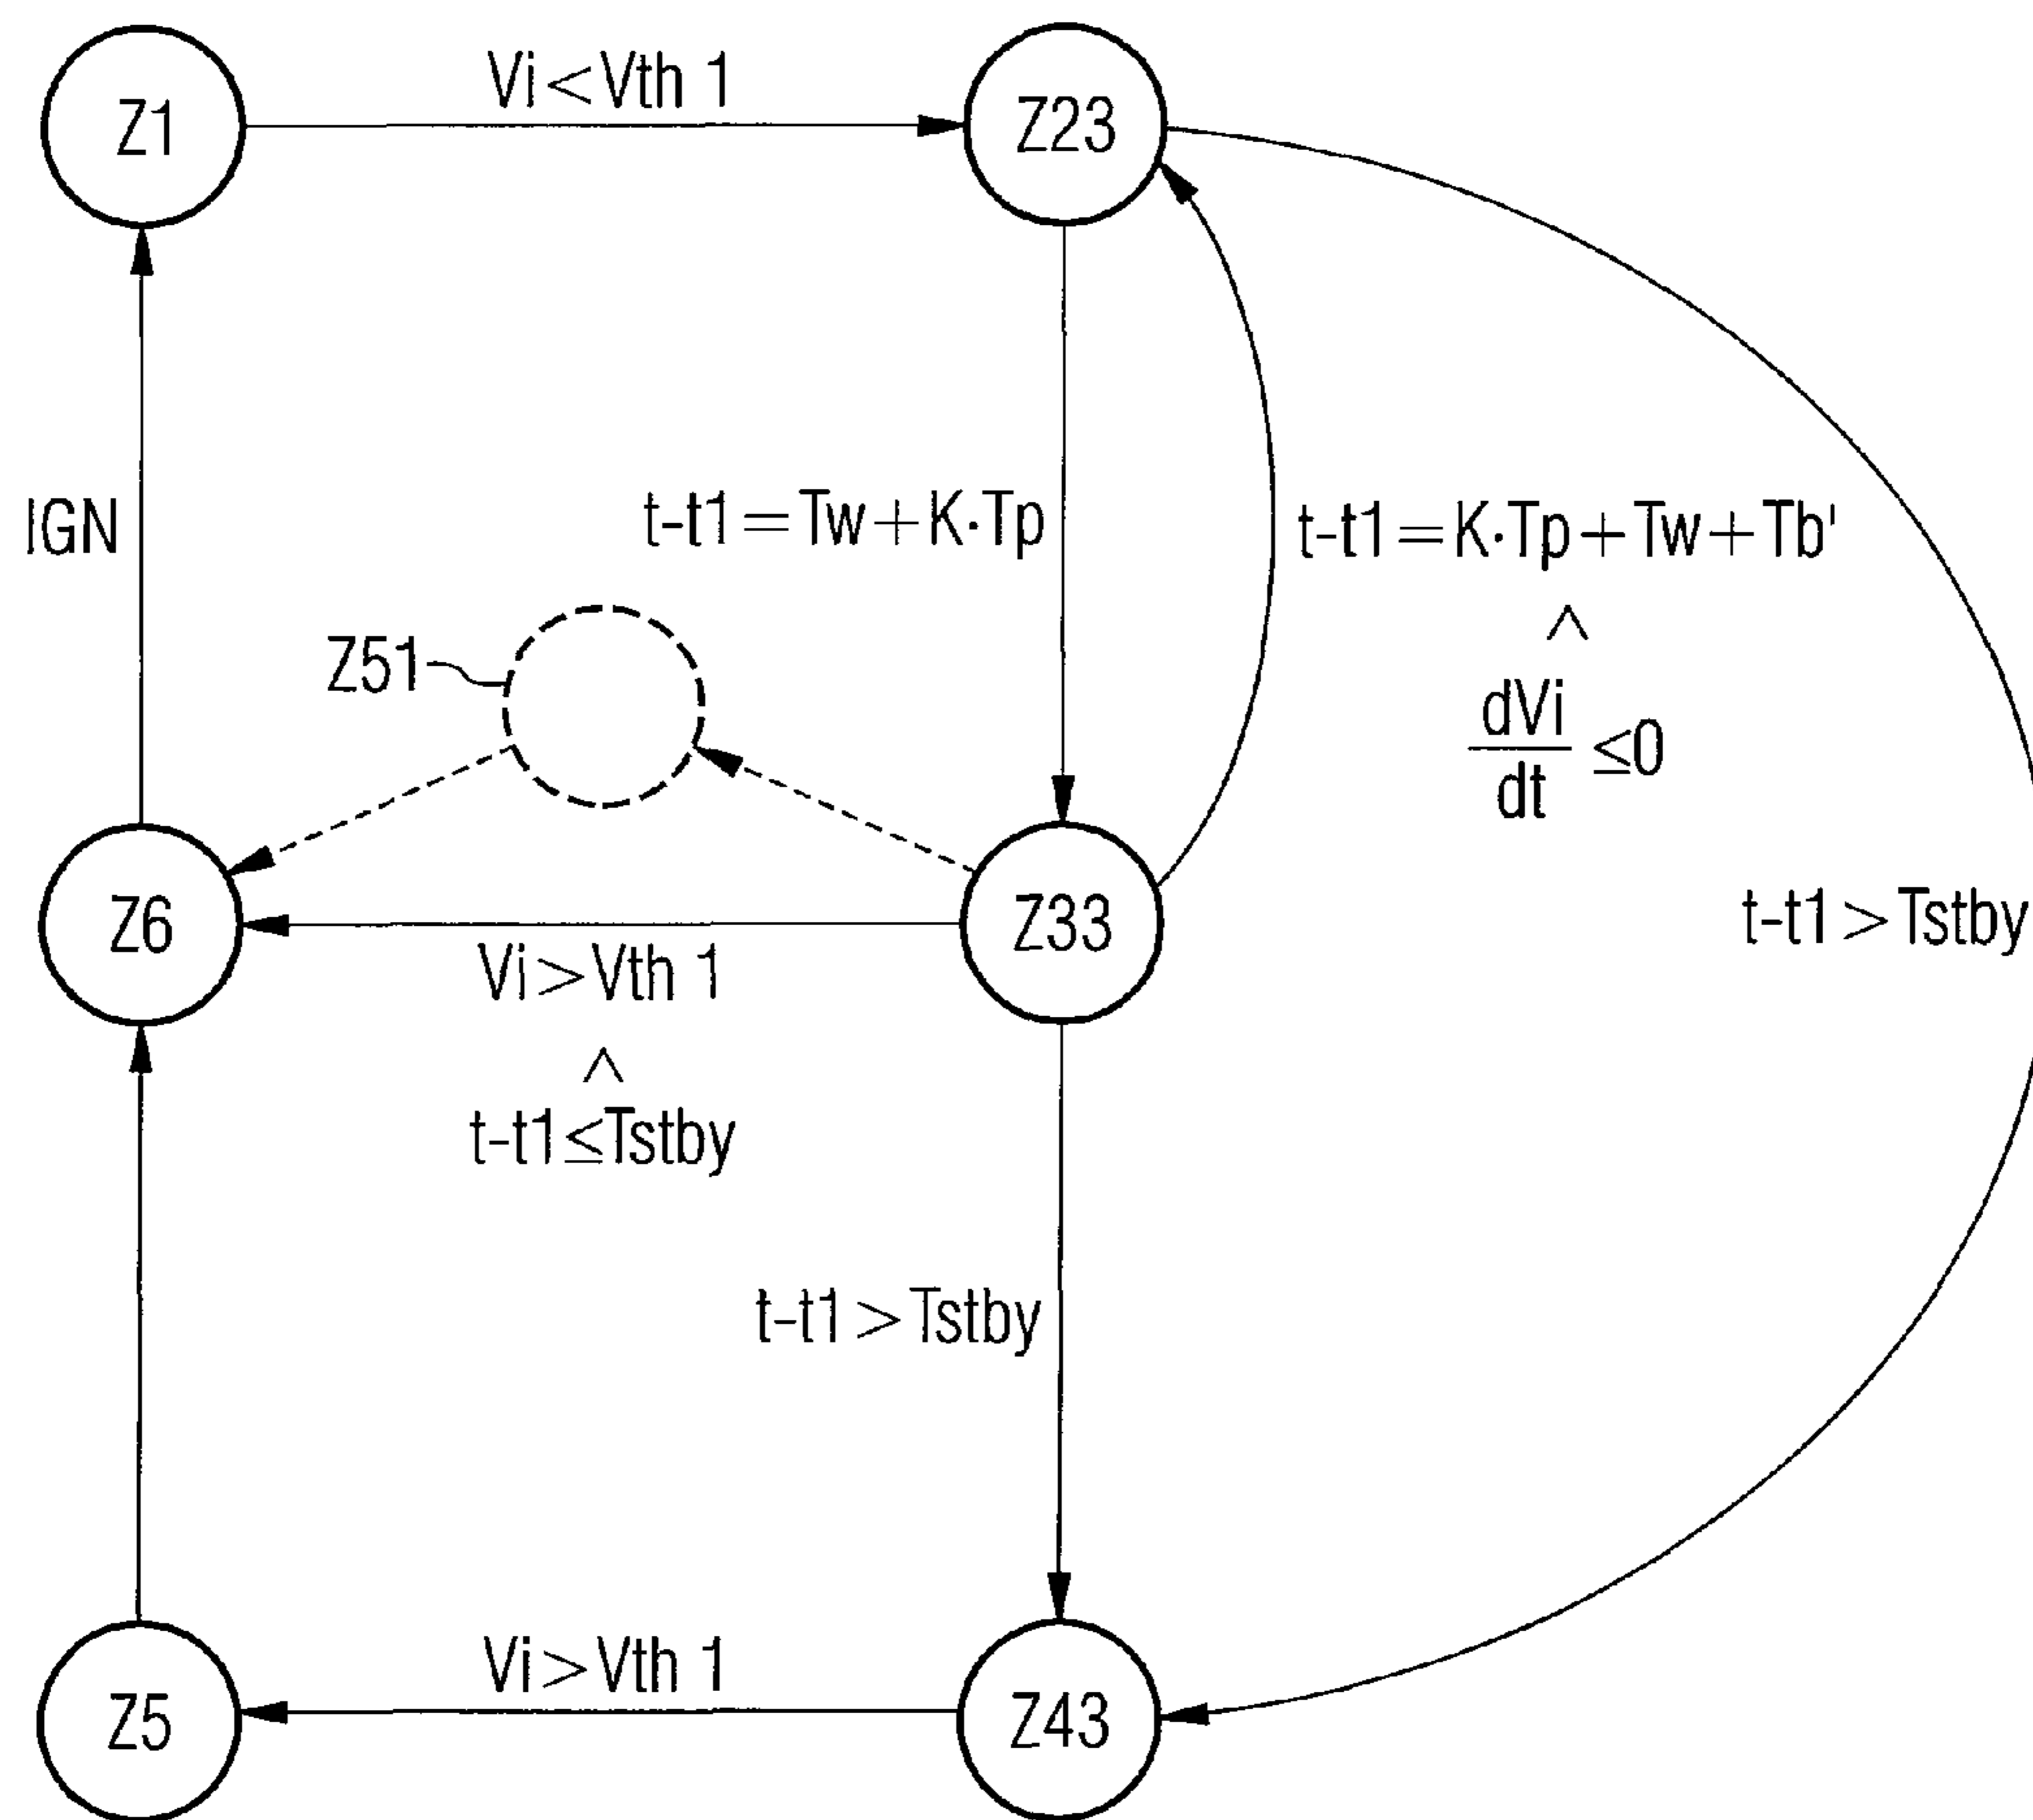 Vi<Vth 1
Z1
Z23
IGN
t-t1=Tw+K·Tp
t-t1=K·Tp+Tw+Tb'
∧
dVi
dt
≤0
Z51
Z6
Z33
t-t1>Tstby
Vi>Vth 1
∧
t-t1≤Tstby
t-t1>Tstby
Vi>Vth 1
Z5
Z43